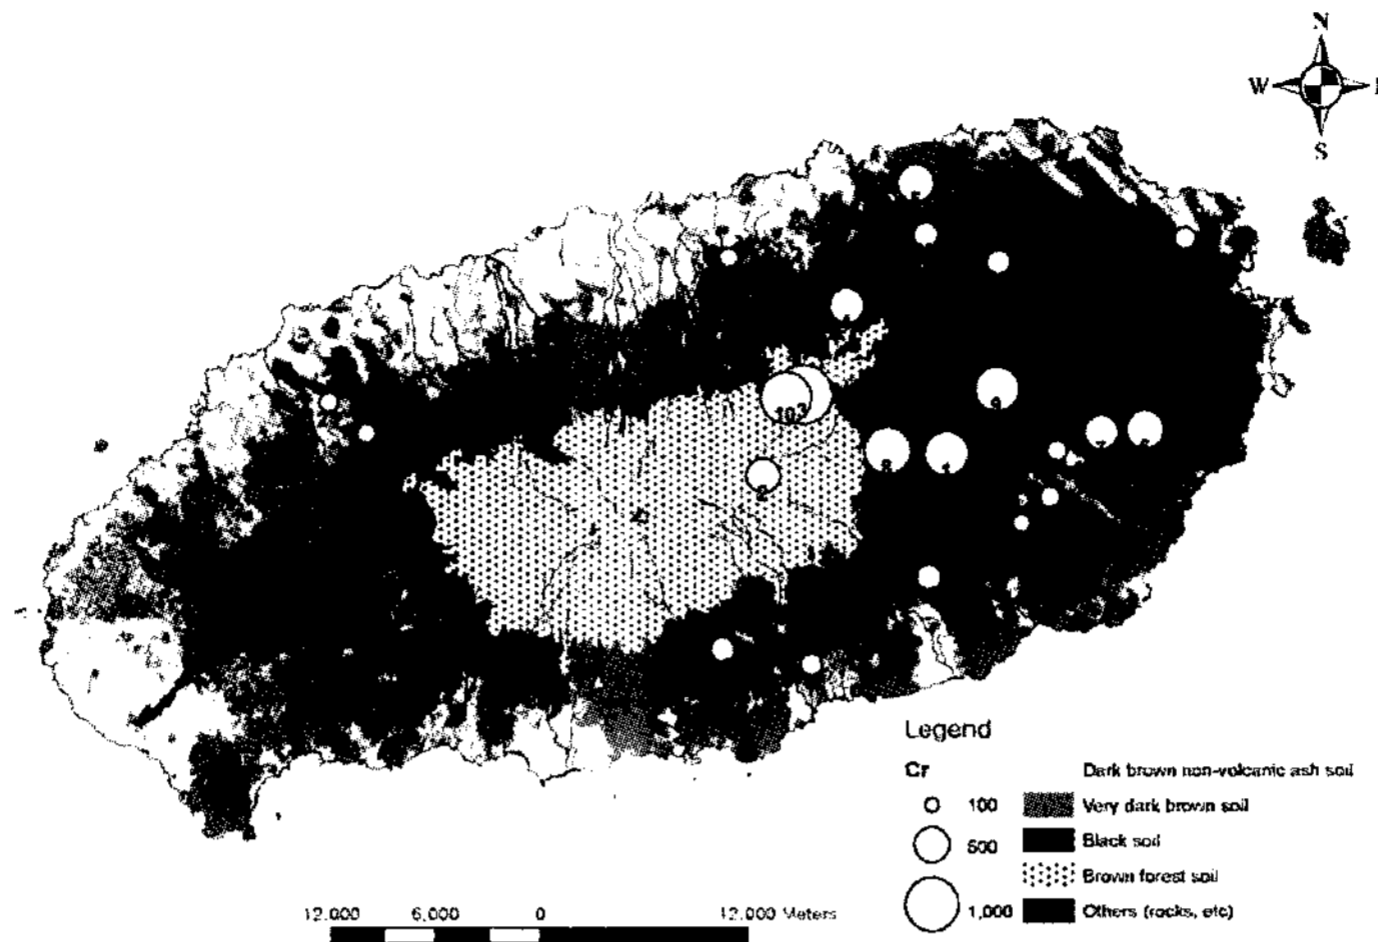 N
W
S
103
9
Legend
Cr
Dark brown non-volcanic ash soil
100
Very dark brown soil
500
Black soil
Brown forest soil
1,000
Others (rocks, etc)
12,000 6,000 0 12,000 Meters